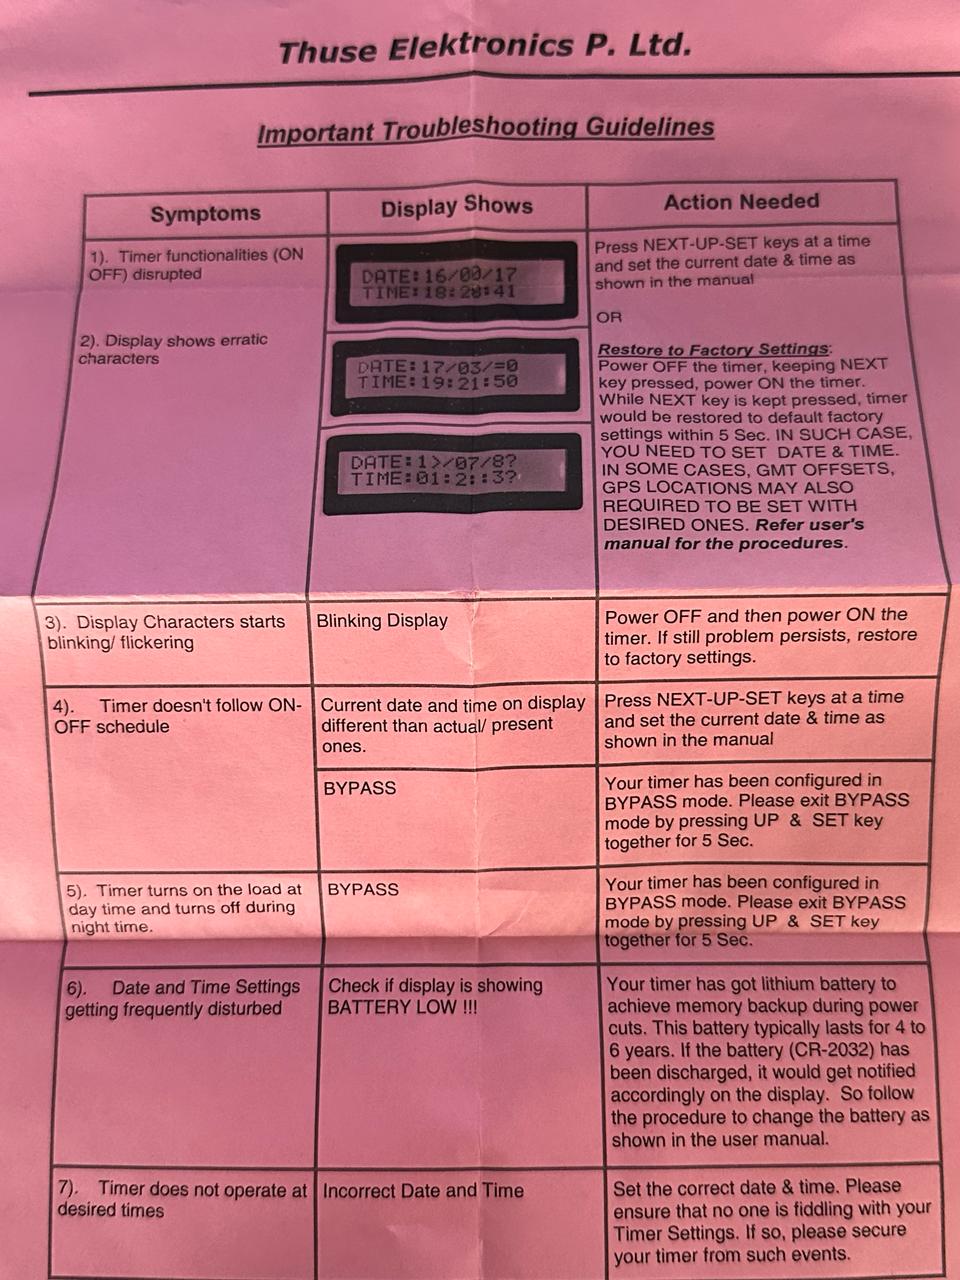 Thuse Elektronics P. Ltd.
Important Troubleshooting Guidelines
Symptoms
Display Shows
Action Needed
1). Timer functionalities (ON
OFF) disrupted
2). Display shows erratic
characters
DATE:16/00/17
TIME:18:28:41
DATE:17/03/=0
TIME:19:21:50
DATE:1>/07/8?
TIME:01:2::3?
Press NEXT-UP-SET keys at a time
and set the current date & time as
shown in the manual
OR
Restore to Factory Settings:
Power OFF the timer, keeping NEXT
key pressed, power ON the timer.
While NEXT key is kept pressed, timer
would be restored to default factory
settings within 5 Sec. IN SUCH CASE,
YOU NEED TO SET DATE & TIME.
IN SOME CASES, GMT OFFSETS,
GPS LOCATIONS MAY ALSO
REQUIRED TO BE SET WITH
DESIRED ONES. Refer user's
manual for the procedures.
3). Display Characters starts
blinking/ flickering
Blinking Display
Power OFF and then power ON the
timer. If still problem persists, restore
to factory settings.
4). Timer doesn't follow ON-
OFF schedule
Current date and time on display
different than actual/ present
ones.
Press NEXT-UP-SET keys at a time
and set the current date & time as
shown in the manual
BYPASS
Your timer has been configured in
BYPASS mode. Please exit BYPASS
mode by pressing UP & SET key
together for 5 Sec.
5). Timer turns on the load at
day time and turns off during
night time.
BYPASS
Your timer has been configured in
BYPASS mode. Please exit BYPASS
mode by pressing UP & SET key
together for 5 Sec.
6). Date and Time Settings
getting frequently disturbed
Check if display is showing
BATTERY LOW !!!
Your timer has got lithium battery to
achieve memory backup during power
cuts. This battery typically lasts for 4 to
6 years. If the battery (CR-2032) has
been discharged, it would get notified
accordingly on the display. So follow
the procedure to change the battery as
shown in the user manual.
7). Timer does not operate at
desired times
Incorrect Date and Time
Set the correct date & time. Please
ensure that no one is fiddling with your
Timer Settings. If so, please secure
your timer from such events.